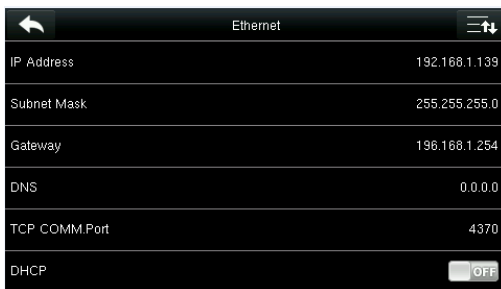 Ethernet
IP Address 192.168.1.139
Subnet Mask 255.255.255.0
Gateway 196.168.1.254
DNS 0.0.0.0
TCP COMM.Port 4370
DHCP OFF